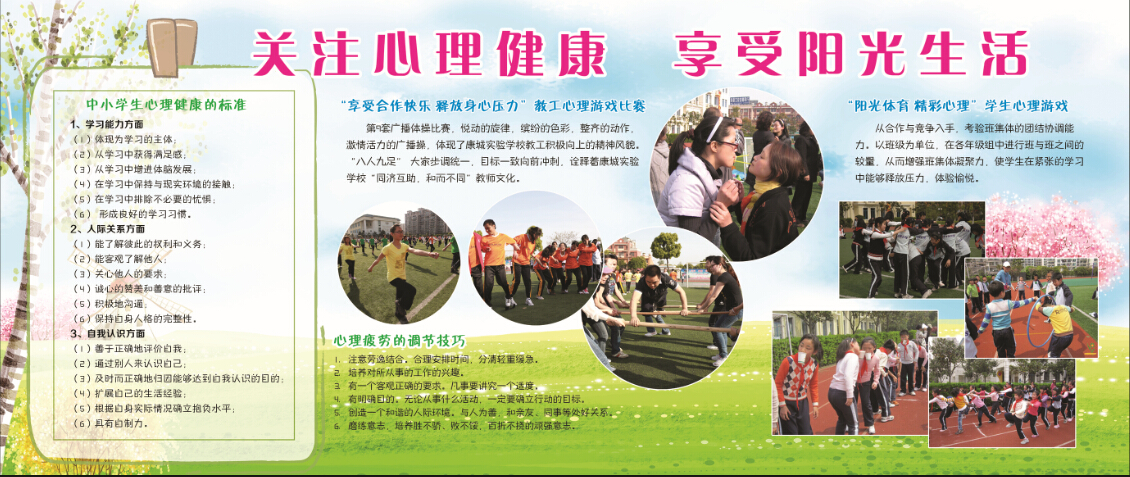 关注心理健康 享受阳光生活
中小学生心理健康的标准
1、学习能力方面
（1）体现为学习的主体；
（2）从学习中获得满足感；
（3）从学习中增进体脑发展；
（4）在学习中保持与现实环境的接触；
（5）在学习中排除不必要的忧惧；
（6） 形成良好的学习习惯。
2、人际关系方面
（1）能了解彼此的权利和义务；
（2）能客观了解他人；
（3）关心他人的要求；
（4）诚心的赞美和善意的批评；
（5）积极地沟通；
（6）保持自身人格的完整性。
3、自我认识方面
（1）善于正确地评价自我；
（2）通过别人来认识自己；
（3）及时而正确地归因能够达到自我认识的目的；
（4）扩展自己的生活经验；
（5）根据自身实际情况确立抱负水平；
（6）具有自制力。
“享受合作快乐 释放身心压力”教工心理游戏比赛
第9套广播体操比赛，悦动的旋律，缤纷的色彩，整齐的动作，
激情活力的广播操，体现了康城实验学校教工积极向上的精神风貌。
“八人九足” 大家步调统一，目标一致向前冲刺，诠释着康城实验
学校“同济互助，和而不同”教师文化。
心理疲劳的调节技巧
1. 注意劳逸结合。合理安排时间，分清轻重缓急。
2. 培养对所从事的工作的兴趣。
3. 有一个客观正确的要求。凡事要讲究一个适度。
4. 有明确目的。无论从事什么活动，一定要确立行动的目标。
5. 创造一个和谐的人际环境。与人为善，和亲友、同事等处好关系。
6. 磨练意志，培养胜不骄、败不馁，百折不挠的顽强意志。
“阳光体育 精彩心理”学生心理游戏
从合作与竞争入手，考验班集体的团结协调能
力。以班级为单位，在各年级组中进行班与班之间的
较量，从而增强班集体凝聚力，使学生在紧张的学习
中能够释放压力，体验愉悦。